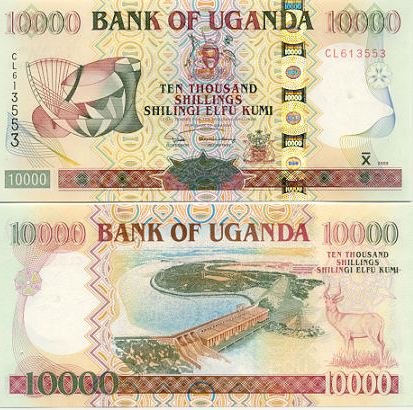 10000 BANK OF UGANDA 10000
CL613553
CL613553
TEN THOUSAND
SHILLINGS
SHILINGI ELFU KUMI
10000
X
10000
10000 BANK OF UGANDA 10000
TEN THOUSAND
SHILLINGS
SHILINGI ELFU KUMI
10000
10000